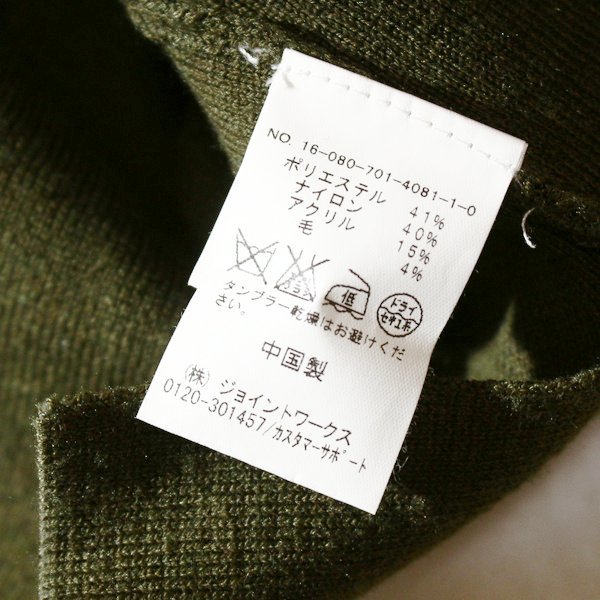 NO. 16-080-701-4081-1-0
ポリエステル 41%
ナイロン 40%
アクリル 15%
毛 4%
低
ドライ
セキユ系
タンブラー乾燥はお避けくだ
さい。
中国製
(株) ジョイントワークス
0120-301457/カスタマーサポート